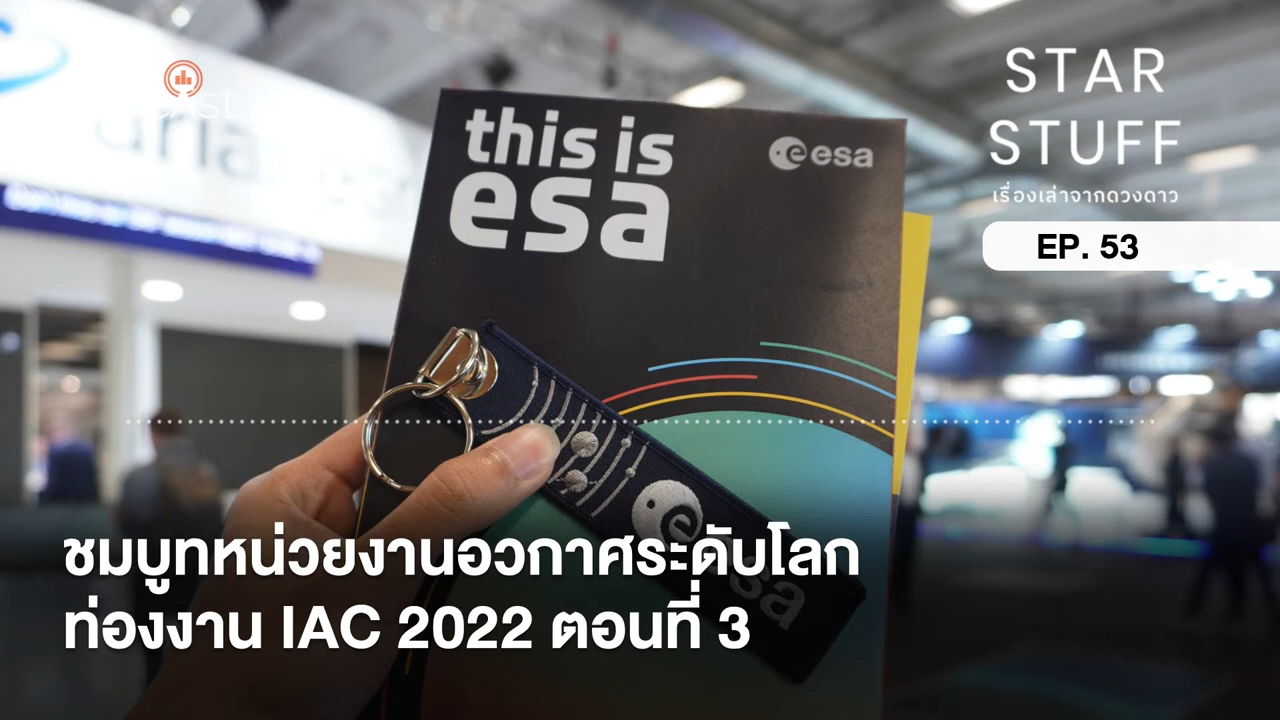 STAR
STUFF
เรื่องเล่าจากดวงดาว
EP. 53
this is
esa
esa
esa
ชมบูทหน่วยงานอวกาศระดับโลก
ท่องงาน IAC 2022 ตอนที่ 3